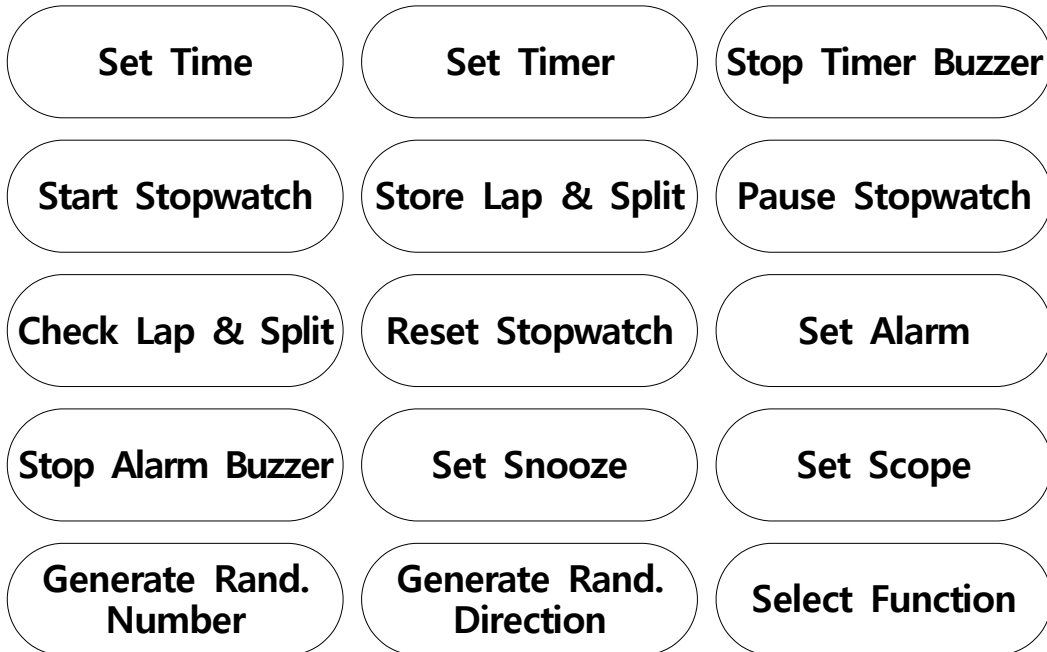 Set Time
Set Timer
Stop Timer Buzzer
Start Stopwatch
Store Lap & Split
Pause Stopwatch
Check Lap & Split
Reset Stopwatch
Set Alarm
Stop Alarm Buzzer
Set Snooze
Set Scope
Generate Rand.
Number
Generate Rand.
Direction
Select Function